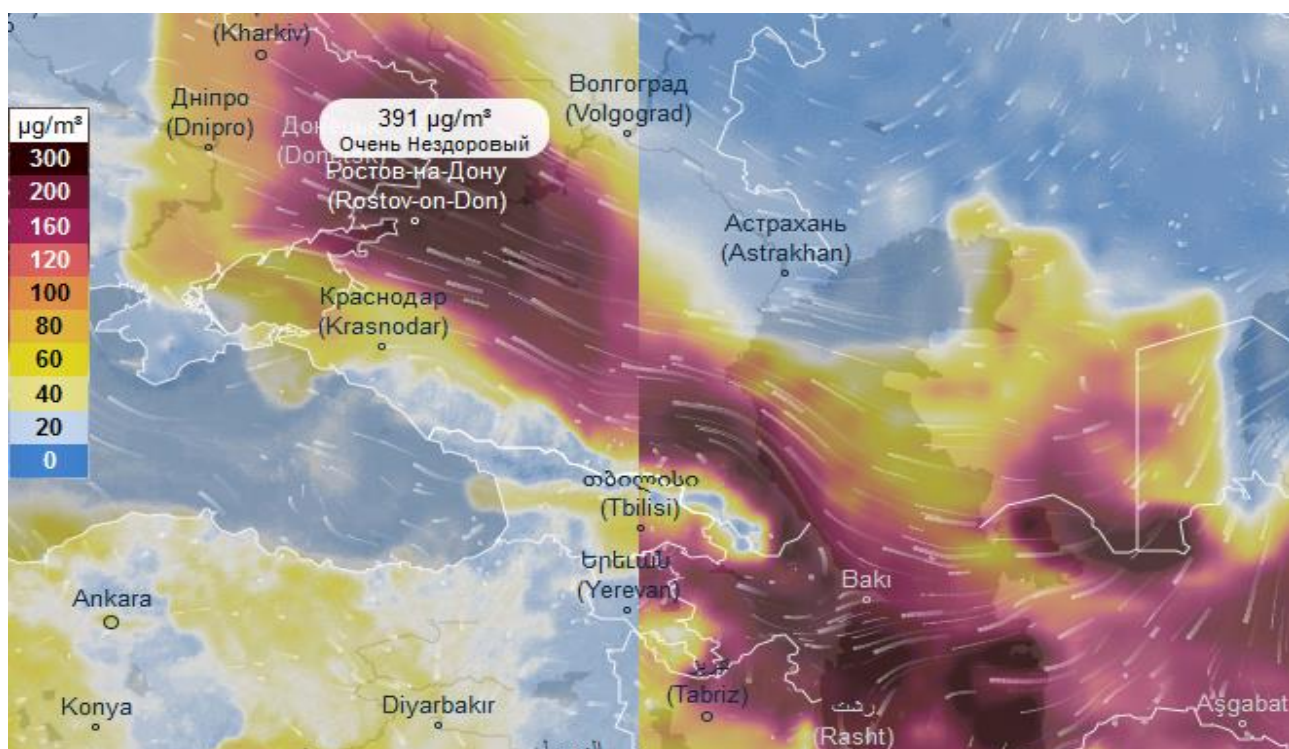 (Kharkiv)
Дніпро
(Dnipro)
Волгоград
(Volgograd)
391 µg/m³
Очень Нездоровый
Ростов-на-Дону
(Rostov-on-Don)
µg/m³
300
200
160
120
100
80
60
40
20
0
Астрахань
(Astrakhan)
Краснодар
(Krasnodar)
თბილისი
(Tbilisi)
Երեւան
(Yerevan)
Bakı
Ankara
(Tabriz)
Konya
Diyarbakır
رشت
(Rasht)
Aşgabat